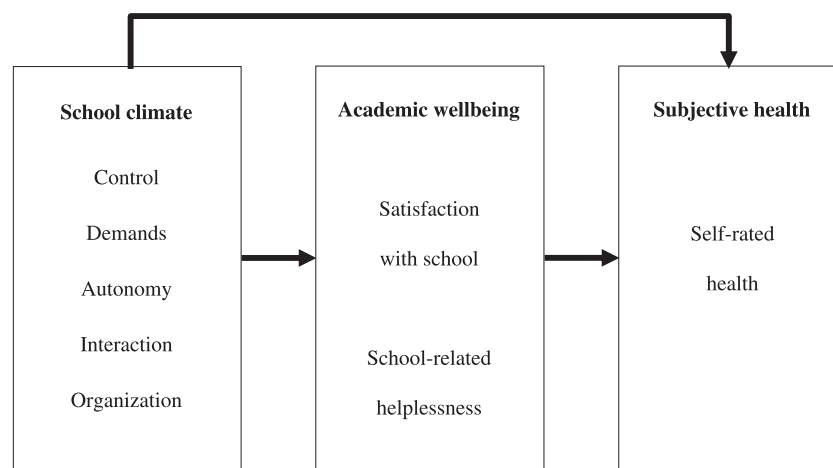 School climate
Control
Demands
Autonomy
Interaction
Organization
Academic wellbeing
Satisfaction
with school
School-related
helplessness
Subjective health
Self-rated
health